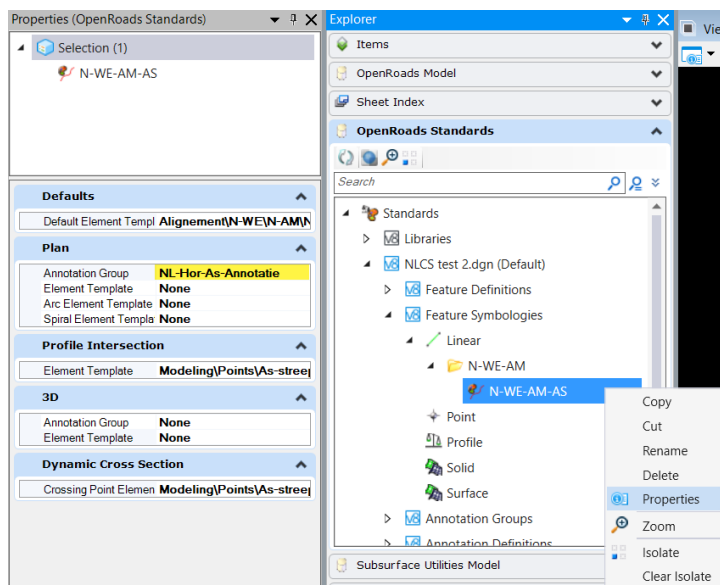 Properties (OpenRoads Standards)
Selection (1)
N-WE-AM-AS
Defaults
Default Element Templ Alignement\N-WE\N-AM\N
Plan
Annotation Group NL-Hor-As-Annotatie
Element Template None
Arc Element Template None
Spiral Element Templa None
Profile Intersection
Element Template Modeling\Points\As-streep
3D
Annotation Group None
Element Template None
Dynamic Cross Section
Crossing Point Elemen Modeling\Points\As-streep
Explorer
Items
OpenRoads Model
Sheet Index
OpenRoads Standards
Search
Standards
Libraries
NLCS test 2.dgn (Default)
Feature Definitions
Feature Symbologies
Linear
N-WE-AM
N-WE-AM-AS
Point
Profile
Solid
Surface
Annotation Groups
Annotation Definitions
Subsurface Utilities Model
Vie
Copy
Cut
Rename
Delete
Properties
Zoom
Isolate
Clear Isolate